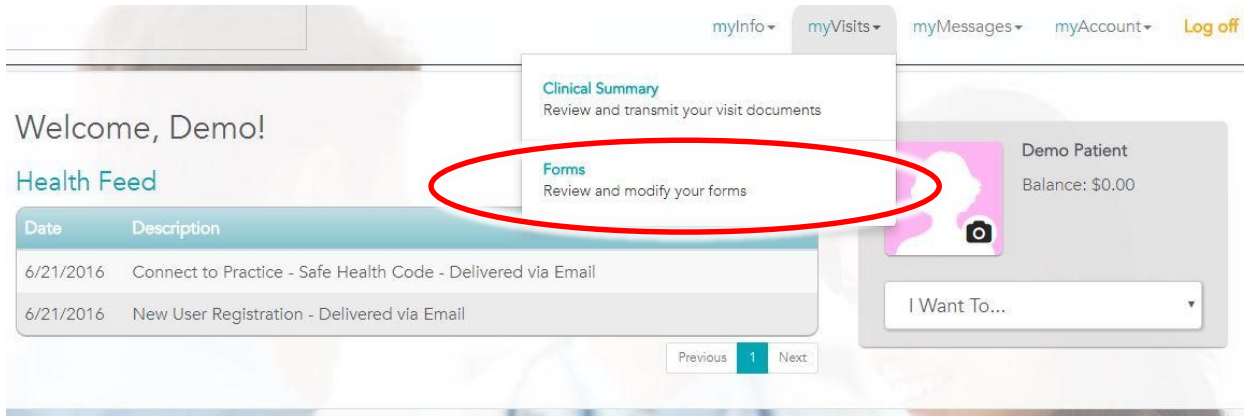 myInfo myVisits myMessages myAccount Log off
Clinical Summary
Review and transmit your visit documents
Forms
Review and modify your forms
Welcome, Demo!
Health Feed
Date Description
6/21/2016 Connect to Practice - Safe Health Code - Delivered via Email
6/21/2016 New User Registration - Delivered via Email
Previous 1 Next
Demo Patient
Balance: $0.00
I Want To...